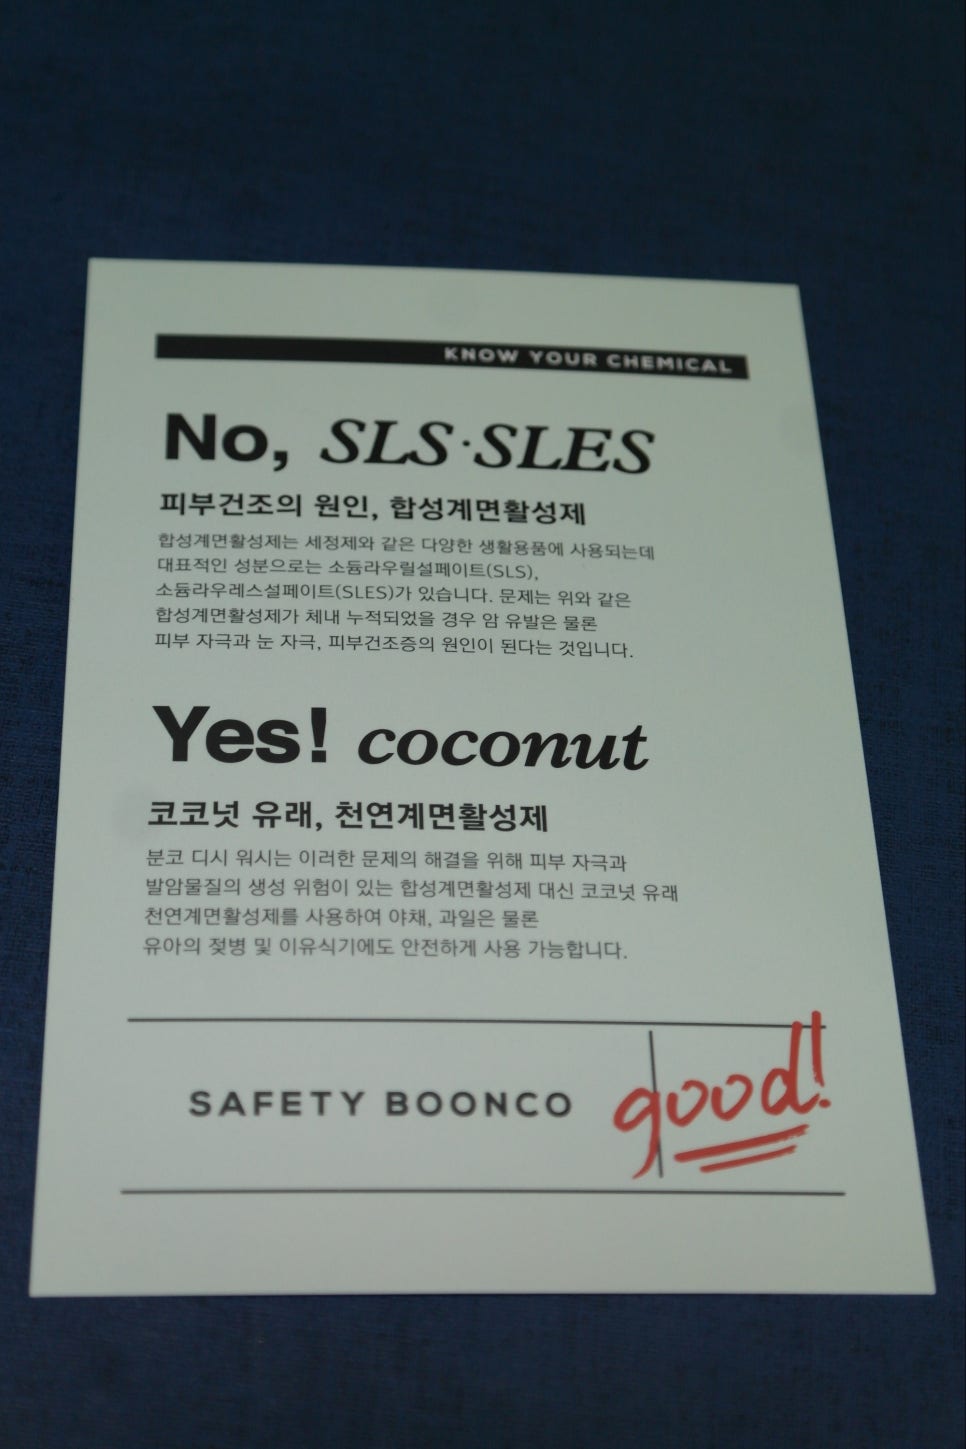 KNOW YOUR CHEMICAL
No, SLS·SLES
피부건조의 원인, 합성계면활성제
합성계면활성제는 세정제와 같은 다양한 생활용품에 사용되는데
대표적인 성분으로는 소듐라우릴설페이트(SLS),
소듐라우레스설페이트(SLES)가 있습니다. 문제는 위와 같은
합성계면활성제가 체내 누적되었을 경우 암 유발은 물론
피부 자극과 눈 자극, 피부건조증의 원인이 된다는 것입니다.
Yes! coconut
코코넛 유래, 천연계면활성제
분코 디시 워시는 이러한 문제의 해결을 위해 피부 자극과
발암물질의 생성 위험이 있는 합성계면활성제 대신 코코넛 유래
천연계면활성제를 사용하여 야채, 과일은 물론
유아의 젖병 및 이유식기에도 안전하게 사용 가능합니다.
SAFETY BOONCO good!